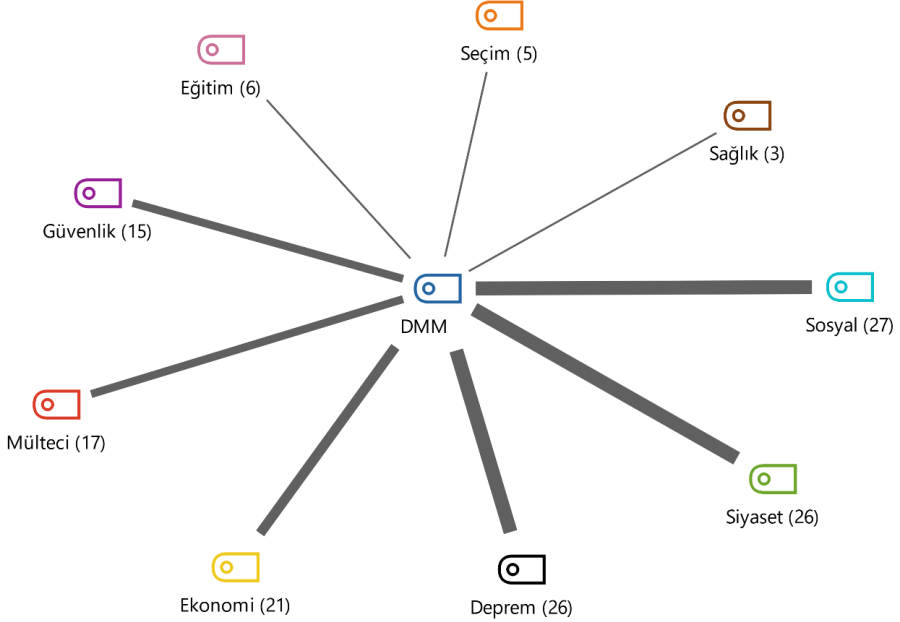 Seçim (5)
Eğitim (6)
Sağlık (3)
Güvenlik (15)
DMM
Sosyal (27)
Mülteci (17)
Siyaset (26)
Ekonomi (21)
Deprem (26)